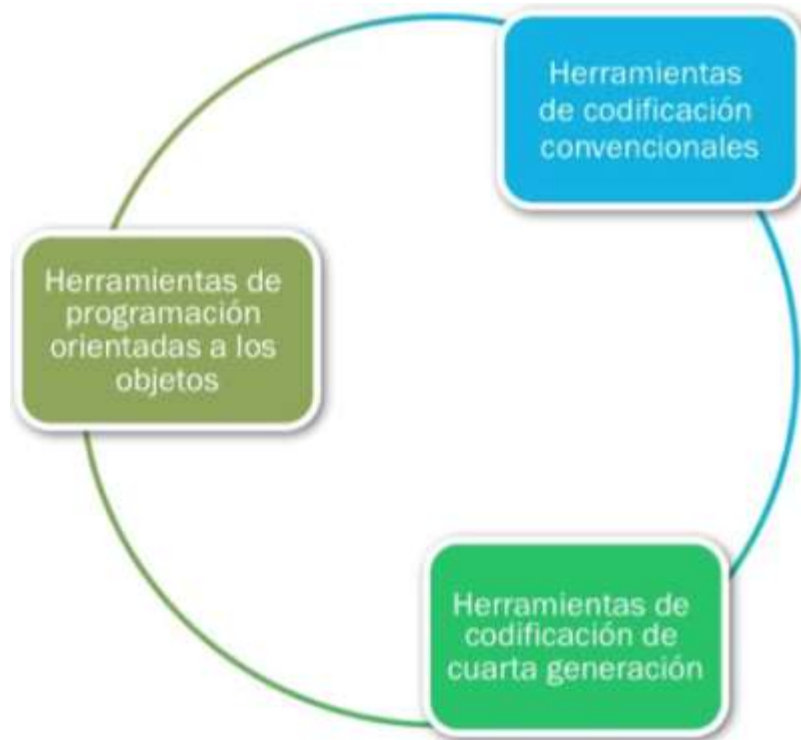 Herramientas
de codificación
convencionales
Herramientas de
programación
orientadas a los
objetos
Herramientas de
codificación de
cuarta generación